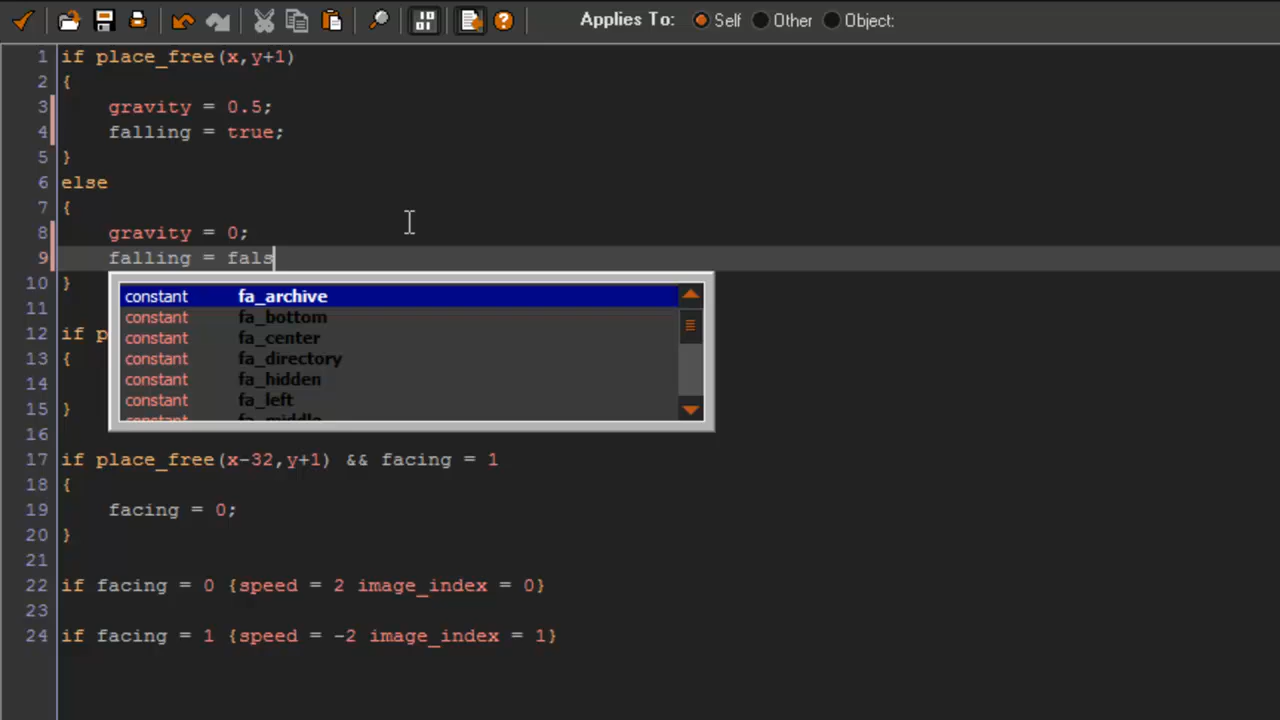 Applies To: Self Other Object:
1 if place_free(x,y+1)
2 {
3 gravity = 0.5;
4 falling = true;
5 }
6 else
7 {
8 gravity = 0;
9 falling = fals
10 }
constant fa_archive
11
constant fa_bottom
12 if p
constant fa_center
13 {
constant fa_directory
14
constant fa_hidden
15 }
constant fa_left
constant fa_middle
16
17 if place_free(x-32,y+1) && facing = 1
18 {
19 facing = 0;
20 }
21
22 if facing = 0 {speed = 2 image_index = 0}
23
24 if facing = 1 {speed = -2 image_index = 1}